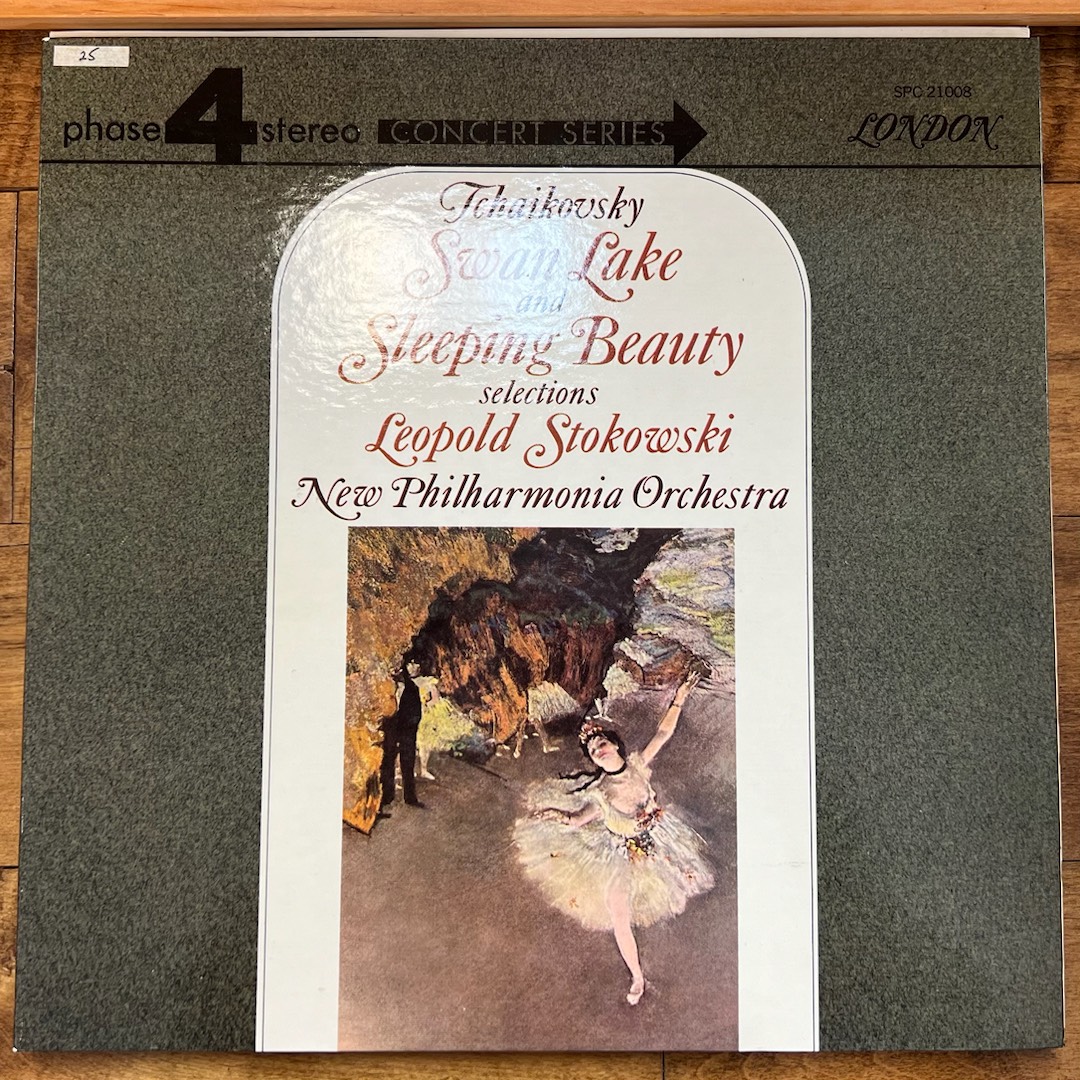 25
phase 4 stereo CONCERT SERIES
SPC 21008
LONDON
Tchaikovsky
Swan Lake
and
Sleeping Beauty
selections
Leopold Stokowski
New Philharmonia Orchestra